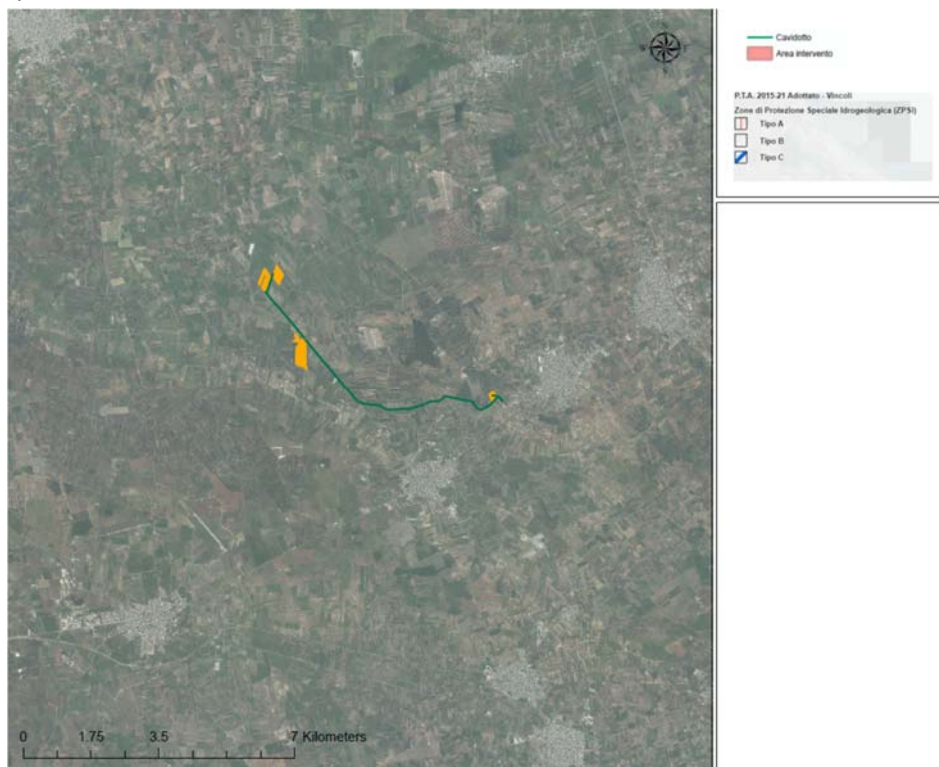 Cavidotto
Area intervento
P.T.A. 2015-21 Adottato - Vincoli
Zone di Protezione Speciale Idrogeologica (ZPSI)
Tipo A
Tipo B
Tipo C
0 1.75 3.5 7 Kilometers